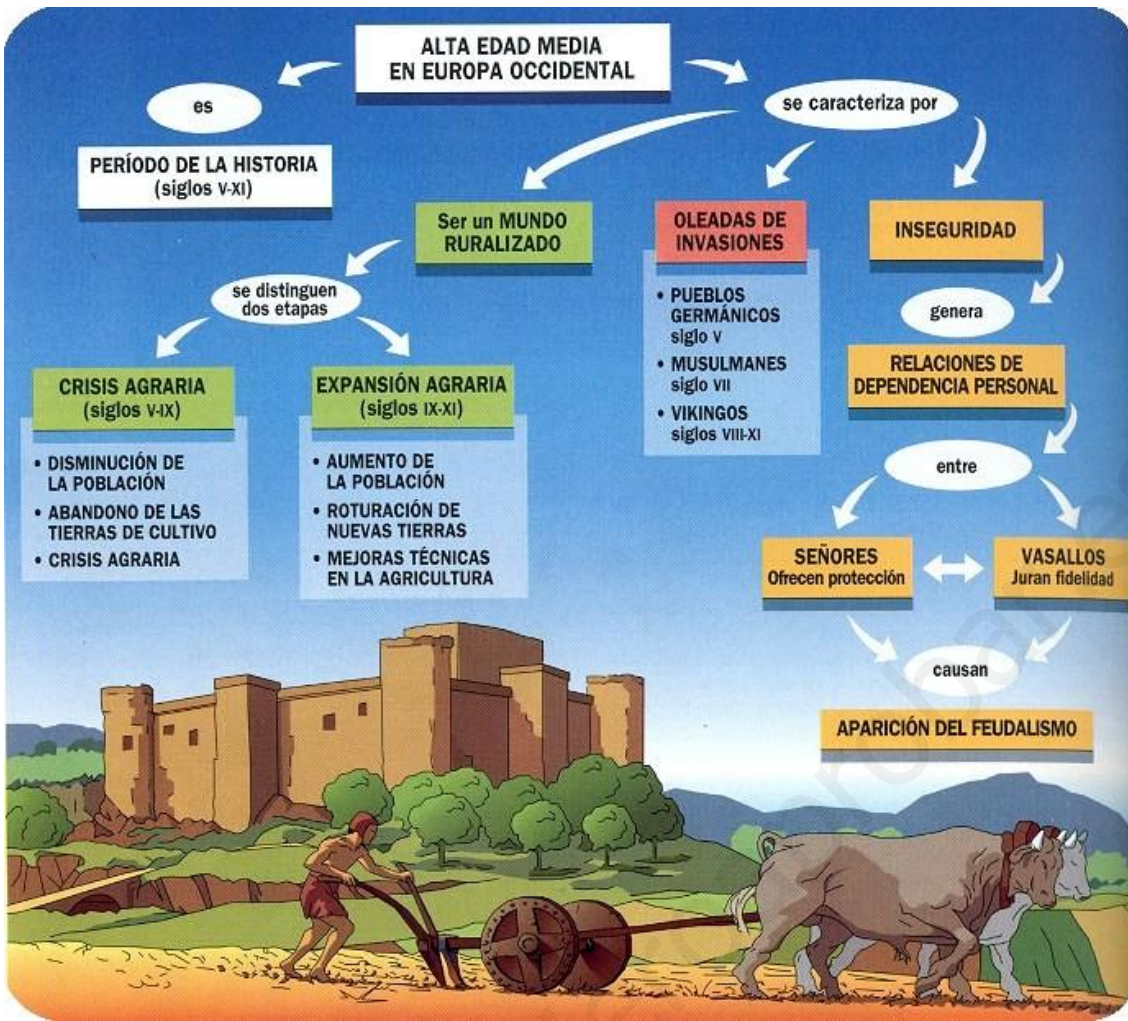 ALTA EDAD MEDIA
EN EUROPA OCCIDENTAL
es
se caracteriza por
PERÍODO DE LA HISTORIA
(siglos V-XI)
Ser un MUNDO
RURALIZADO
OLEADAS DE
INVASIONES
INSEGURIDAD
se distinguen
dos etapas
• PUEBLOS
GERMÁNICOS
siglo V
• MUSULMANES
siglo VII
• VIKINGOS
siglos VIII-XI
genera
RELACIONES DE
DEPENDENCIA PERSONAL
CRISIS AGRARIA
(siglos V-IX)
• DISMINUCIÓN DE
LA POBLACIÓN
• ABANDONO DE LAS
TIERRAS DE CULTIVO
• CRISIS AGRARIA
EXPANSIÓN AGRARIA
(siglos IX-XI)
• AUMENTO DE
LA POBLACIÓN
• ROTURACIÓN DE
NUEVAS TIERRAS
• MEJORAS TÉCNICAS
EN LA AGRICULTURA
entre
SEÑORES
Ofrecen protección
VASALLOS
Juran fidelidad
causan
APARICIÓN DEL FEUDALISMO